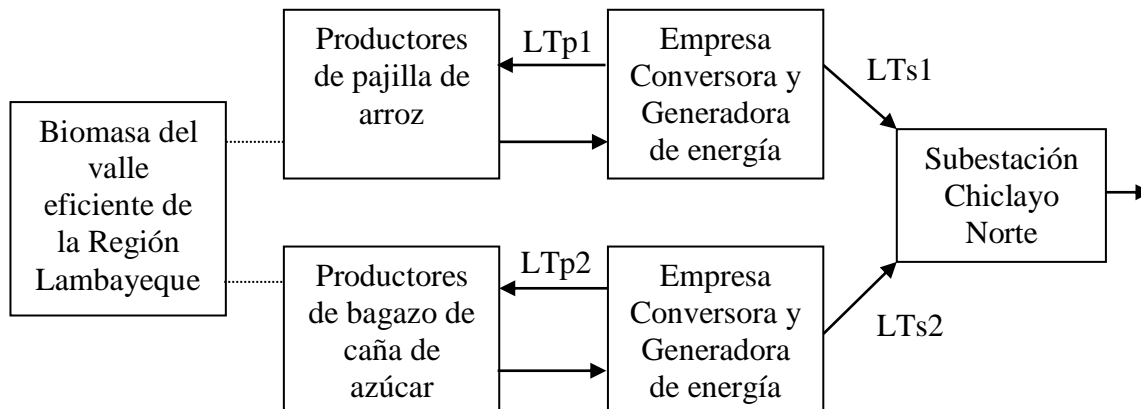 Biomasa del
valle
eficiente de
la Región
Lambayeque
Productores
de pajilla de
arroz
LTp1
Empresa
Conversora y
Generadora
de energía
LTs1
Productores
de bagazo de
caña de
azúcar
LTp2
Empresa
Conversora y
Generadora
de energía
LTs2
Subestación
Chiclayo
Norte